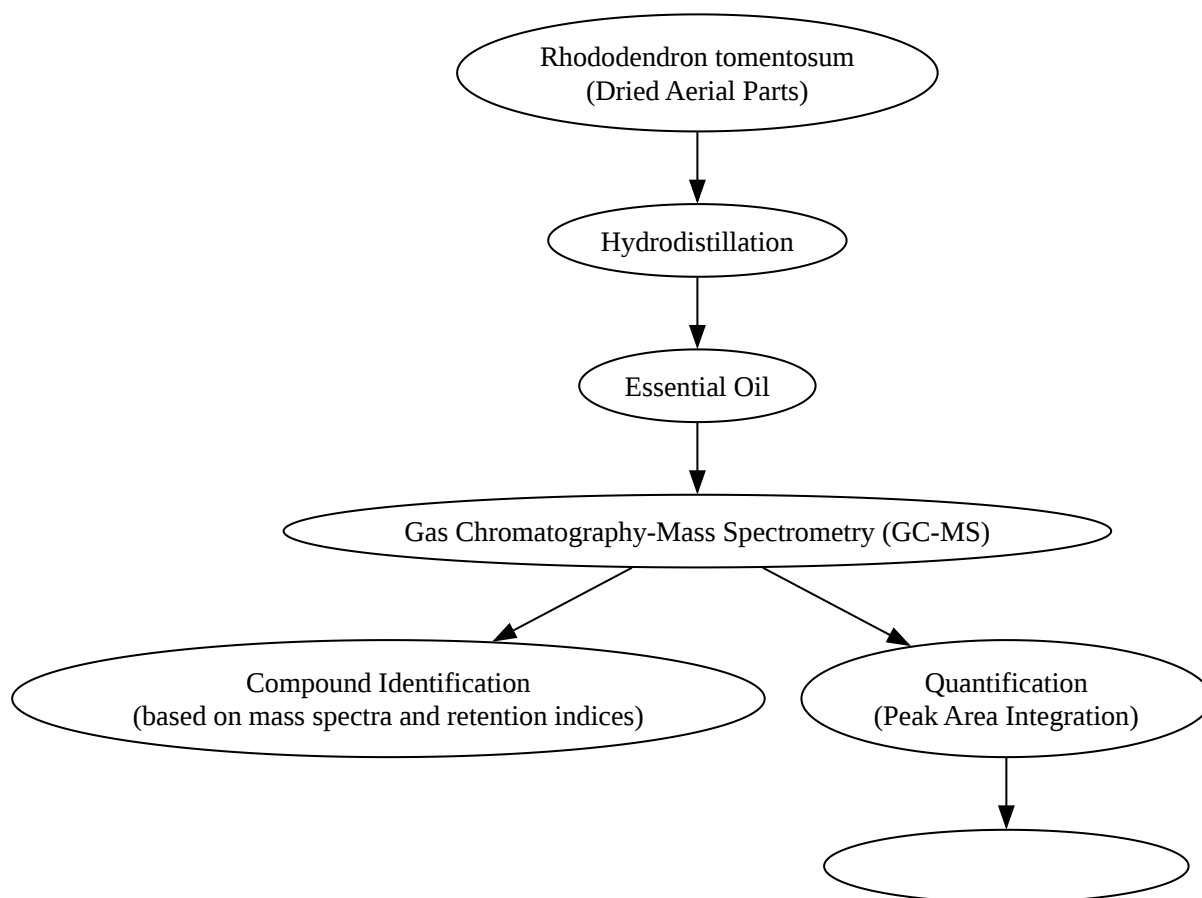 Rhododendron tomentosum
(Dried Aerial Parts)
Hydrodistillation
Essential Oil
Gas Chromatography-Mass Spectrometry (GC-MS)
Compound Identification
(based on mass spectra and retention indices)
Quantification
(Peak Area Integration)